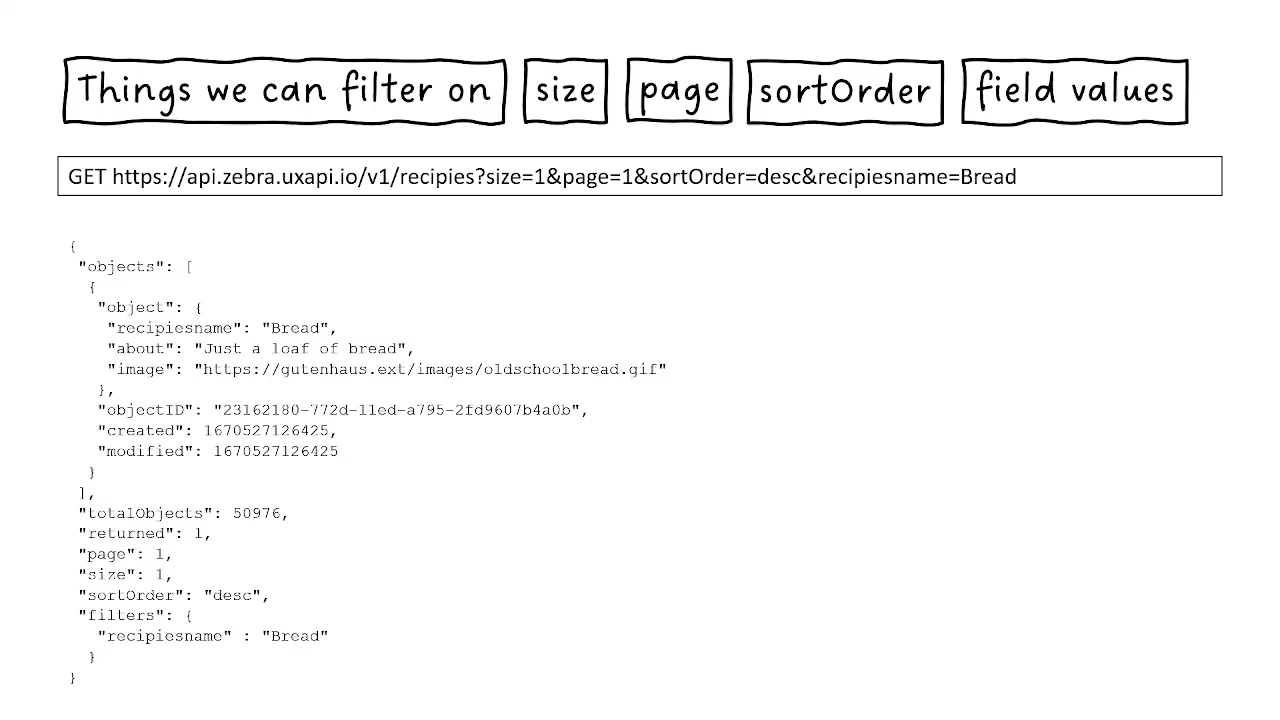 Things we can filter on size page sortOrder field values
GET https://api.zebra.uxapi.io/v1/recipies?size=1&page=1&sortOrder=desc&recipiesname=Bread
{
"objects": [
{
"object": {
"recipiesname": "Bread",
"about": "Just a loaf of bread",
"image": "https://gutenhaus.ext/images/oldschoolbread.gif"
},
"objectID": "23162180-772d-11ed-a795-2fd9607b4a0b",
"created": 1670527126425,
"modified": 1670527126425
}
],
"totalObjects": 50976,
"returned": 1,
"page": 1,
"size": 1,
"sortOrder": "desc",
"filters": {
"recipiesname" : "Bread"
}
}